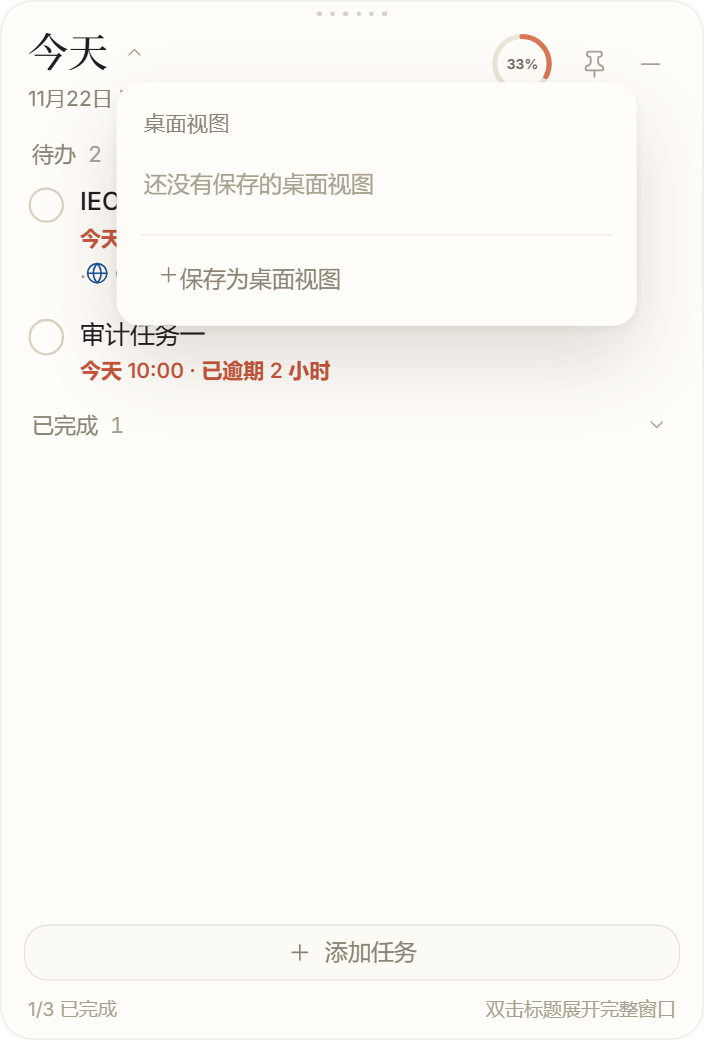 今天
33%
11月22日
桌面视图
待办 2
还没有保存的桌面视图
IEC
今天
+保存为桌面视图
审计任务一
今天 10:00 · 已逾期 2 小时
已完成 1
+ 添加任务
1/3 已完成
双击标题展开完整窗口